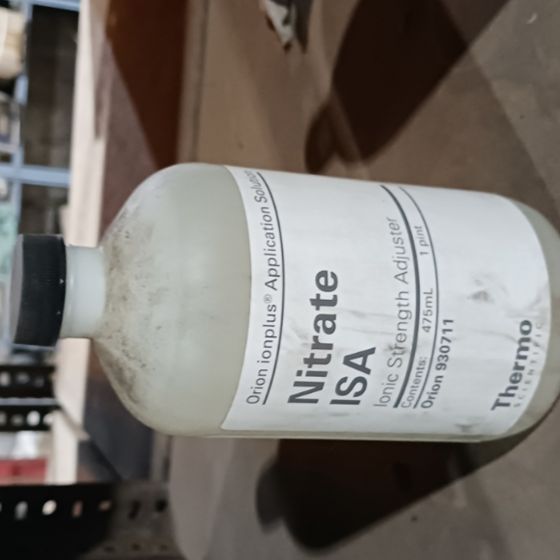 Orion ionplus® Application Solution
Nitrate
ISA
Ionic Strength Adjuster
Contents: 475mL 1 pint
Orion 930711
Thermo
SCIENTIFIC